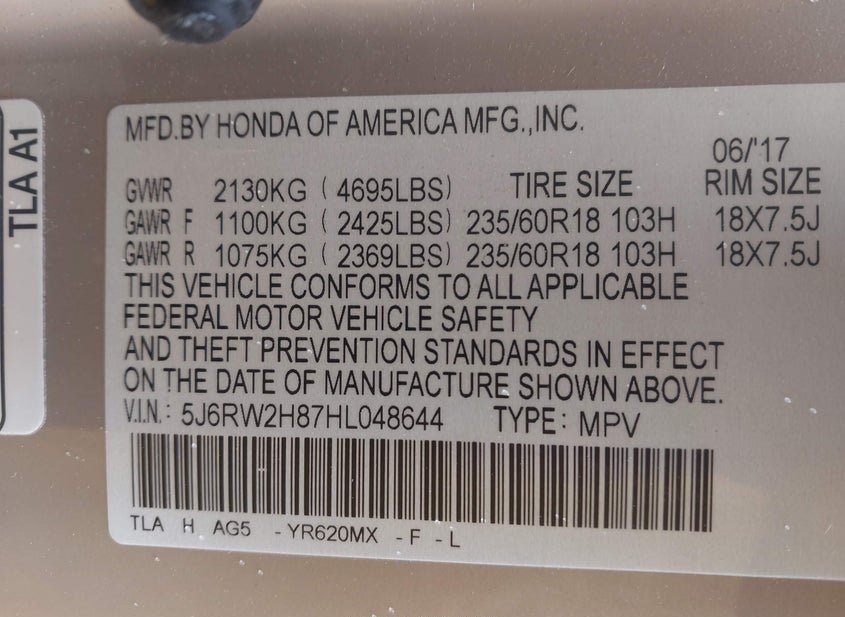 MFD.BY HONDA OF AMERICA MFG.,INC.
06/'17
GVWR 2130KG ( 4695LBS) TIRE SIZE RIM SIZE
GAWR F 1100KG ( 2425LBS) 235/60R18 103H 18X7.5J
GAWR R 1075KG ( 2369LBS) 235/60R18 103H 18X7.5J
THIS VEHICLE CONFORMS TO ALL APPLICABLE
FEDERAL MOTOR VEHICLE SAFETY
AND THEFT PREVENTION STANDARDS IN EFFECT
ON THE DATE OF MANUFACTURE SHOWN ABOVE.
V.I.N.: 5J6RW2H87HL048644 TYPE: MPV
TLA H AG5 -YR620MX -F -L
TLA A1